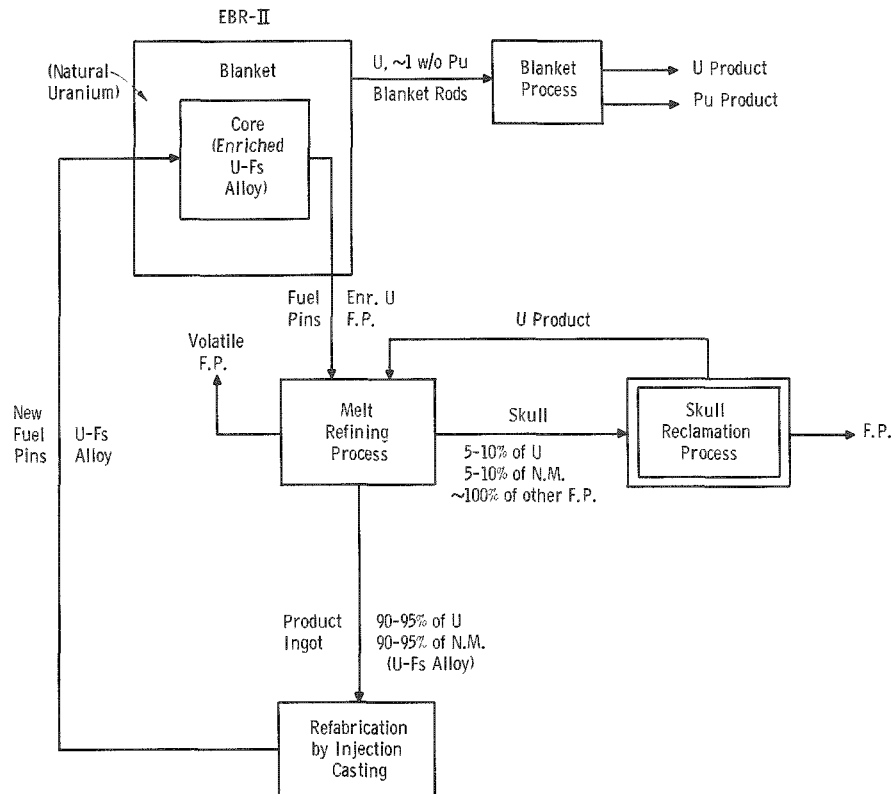 EBR-II
(Natural
Uranium)
Blanket
Core
(Enriched
U-Fs
Alloy)
U, ~1 w/o Pu
Blanket Rods
Blanket
Process
U Product
Pu Product
Fuel
Pins
Enr. U
F.P.
Volatile
F.P.
U Product
New
Fuel
Pins
U-Fs
Alloy
Melt
Refining
Process
Skull
5-10% of U
5-10% of N.M.
~100% of other F.P.
Skull
Reclamation
Process
F.P.
Product
Ingot
90-95% of U
90-95% of N.M.
(U-Fs Alloy)
Refabrication
by Injection
Casting